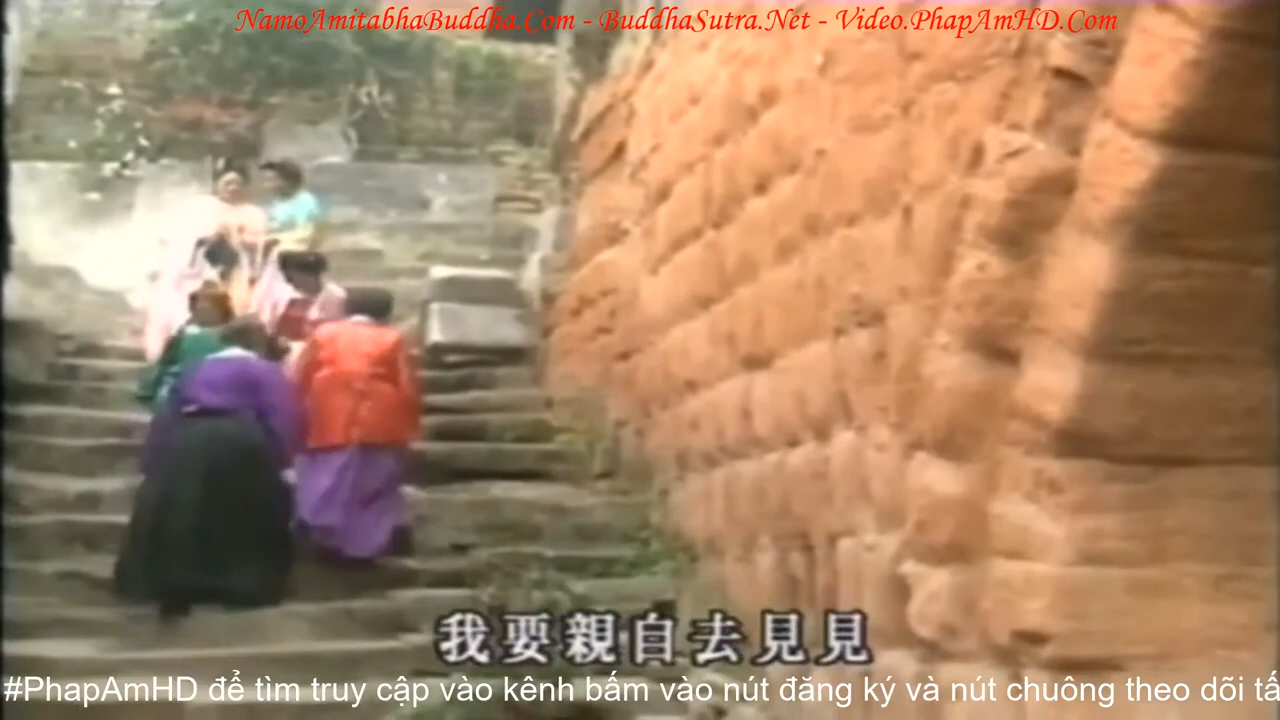 NamoAmitabhaBuddha.Com - BuddhaSutra.Net - Video.PhapAmHD.Com
我要親自去見見
#PhapAmHD để tìm truy cập vào kênh bấm vào nút đăng ký và nút chuông theo dõi tấ